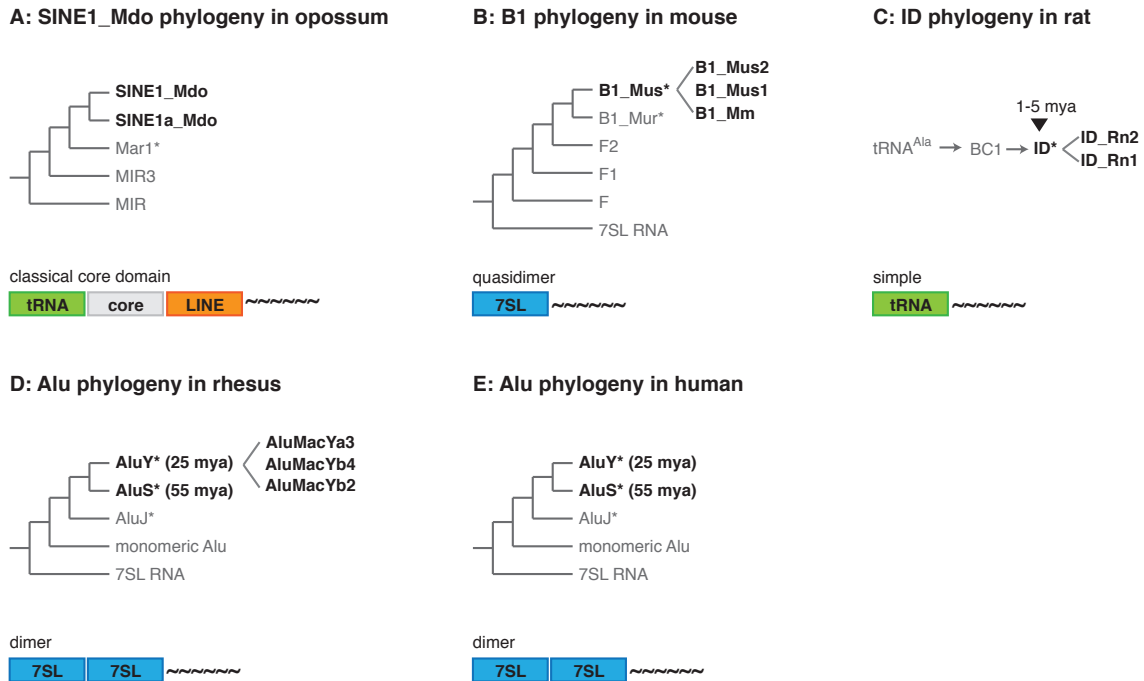 A: SINE1_Mdo phylogeny in opossum
SINE1_Mdo
SINE1a_Mdo
Mar1*
MIR3
MIR
classical core domain
tRNA core LINE ~~~~~~
B: B1 phylogeny in mouse
B1_Mus2
B1_Mus* B1_Mus1
B1_Mm
B1_Mur*
F2
F1
F
7SL RNA
quasidimer
7SL ~~~~~~
C: ID phylogeny in rat
1-5 mya
tRNAAla BC1 ID* ID_Rn2
ID_Rn1
simple
tRNA ~~~~~~
D: Alu phylogeny in rhesus
AluMacYa3
AluY* (25 mya) AluMacYb4
AluMacYb2
AluS* (55 mya)
AluJ*
monomeric Alu
7SL RNA
dimer
7SL 7SL ~~~~~~
E: Alu phylogeny in human
AluY* (25 mya)
AluS* (55 mya)
AluJ*
monomeric Alu
7SL RNA
dimer
7SL 7SL ~~~~~~